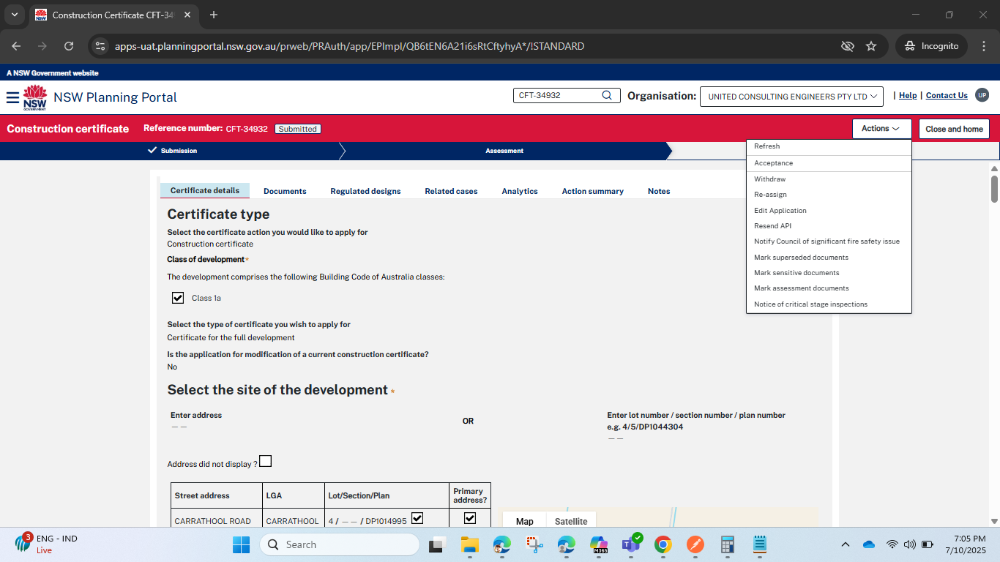 Construction Certificate CFT-34
apps-uat.planningportal.nsw.gov.au/prweb/PRAuth/app/EPImpl/QB6tEN6A21i6sRtCftyhyA*/!STANDARD
Incognito
A NSW Government website
NSW GOVERNMENT
NSW Planning Portal
CFT-34932
Organisation:
UNITED CONSULTING ENGINEERS PTY LTD
| Help | Contact Us
UP
Construction certificate
Reference number: CFT-34932
Submitted
Actions
Close and home
Submission
Assessment
Refresh
Acceptance
Withdraw
Re-assign
Edit Application
Resend API
Notify Council of significant fire safety issue
Mark superseded documents
Mark sensitive documents
Mark assessment documents
Notice of critical stage inspections
Certificate details
Documents
Regulated designs
Related cases
Analytics
Action summary
Notes
Certificate type
Select the certificate action you would like to apply for
Construction certificate
Class of development*
The development comprises the following Building Code of Australia classes:
Class 1a
Select the type of certificate you wish to apply for
Certificate for the full development
Is the application for modification of a current construction certificate?
No
Select the site of the development *
Enter address
— —
OR
Enter lot number / section number / plan number
e.g. 4/5/DP1044304
— —
Address did not display ?
Street address
LGA
Lot/Section/Plan
Primary address?
CARRATHOOL ROAD
CARRATHOOL
4 / — — / DP1014995
Map
Satellite
3
ENG - IND
Live
Search
M365
7:05 PM
7/10/2025